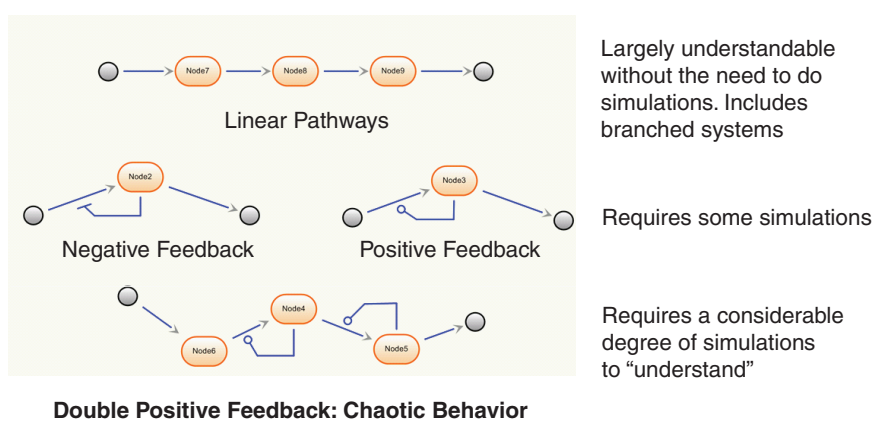 Node7
Node8
Node9
Linear Pathways
Largely understandable
without the need to do
simulations. Includes
branched systems
Node2
Negative Feedback
Node3
Positive Feedback
Requires some simulations
Node4
Node6
Node5
Requires a considerable
degree of simulations
to “understand”
Double Positive Feedback: Chaotic Behavior